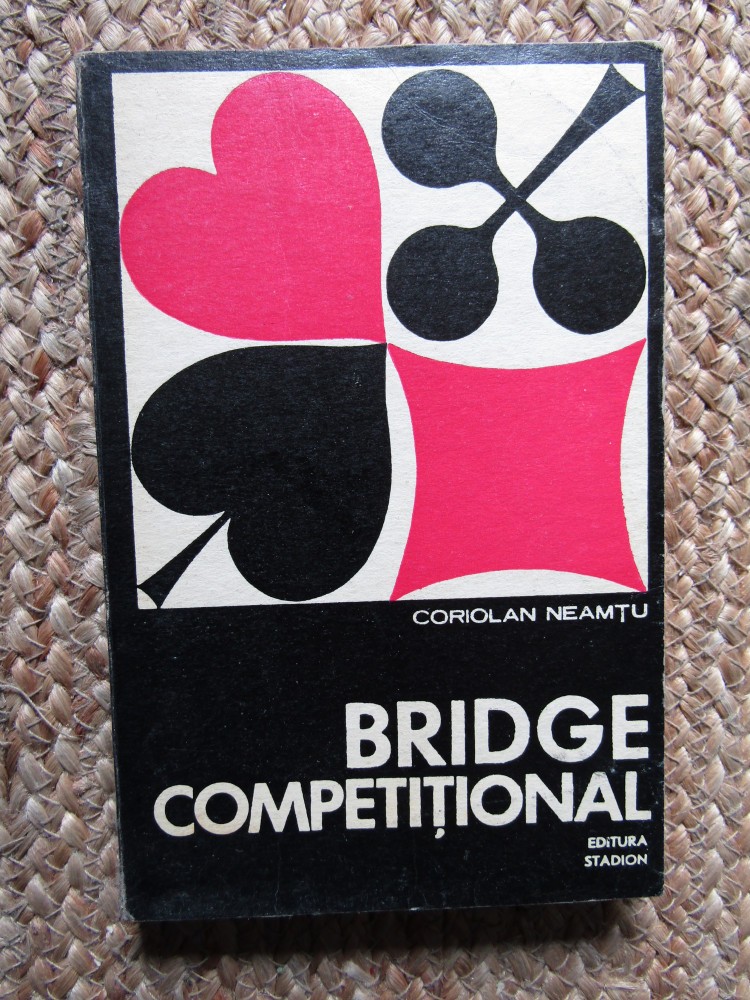 CORIOLAN NEAMȚU
BRIDGE
COMPETIȚIONAL
EDITURA
STADION